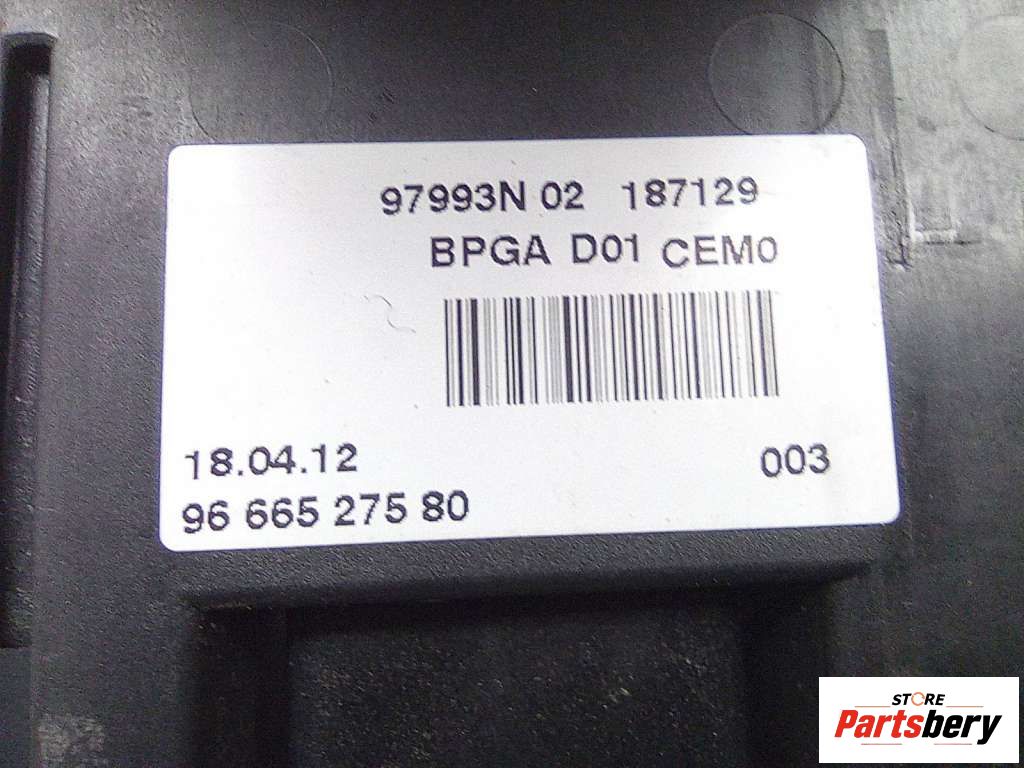 97993N 02 187129
BPGA D01 CEM0
18.04.12
003
96 665 275 80
STORE
Partsbery